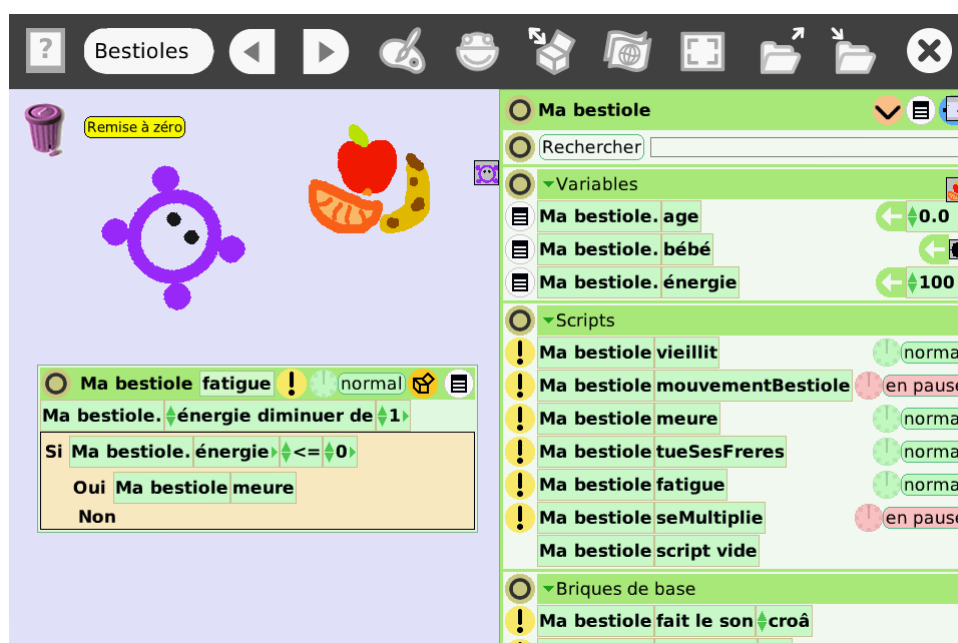 ?
Bestioles
Remise à zéro
Ma bestiole fatigue ! normal
Ma bestiole. énergie diminuer de 1
Si Ma bestiole. énergie <= 0
Oui Ma bestiole meure
Non
Ma bestiole
Rechercher
Variables
Ma bestiole. age 0.0
Ma bestiole. bébé
Ma bestiole. énergie 100
Scripts
! Ma bestiole vieillit norma
! Ma bestiole mouvementBestiole en pause
! Ma bestiole meure norma
! Ma bestiole tueSesFreres norma
! Ma bestiole fatigue norma
! Ma bestiole seMultiplie en pause
Ma bestiole script vide
Briques de base
! Ma bestiole fait le son croâ